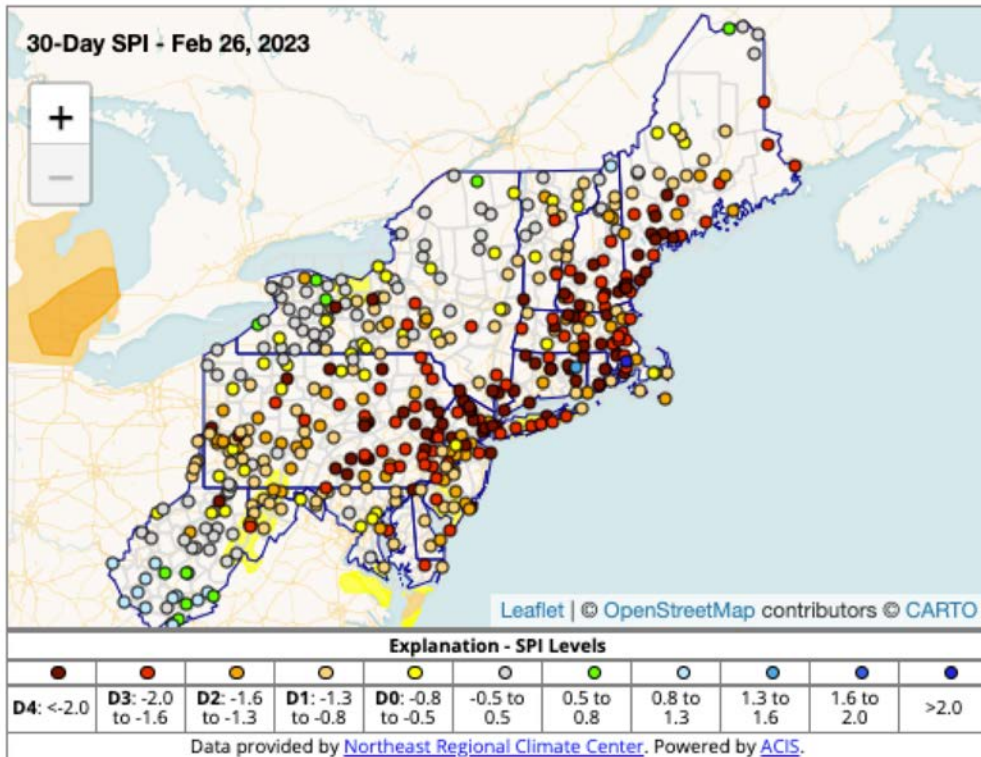 30-Day SPI - Feb 26, 2023
+
−
Leaflet | © OpenStreetMap contributors © CARTO
Explanation - SPI Levels
D4: <-2.0 D3: -2.0 to -1.6 D2: -1.6 to -1.3 D1: -1.3 to -0.8 D0: -0.8 to -0.5 -0.5 to 0.5 0.5 to 0.8 0.8 to 1.3 1.3 to 1.6 1.6 to 2.0 >2.0
Data provided by Northeast Regional Climate Center. Powered by ACIS.